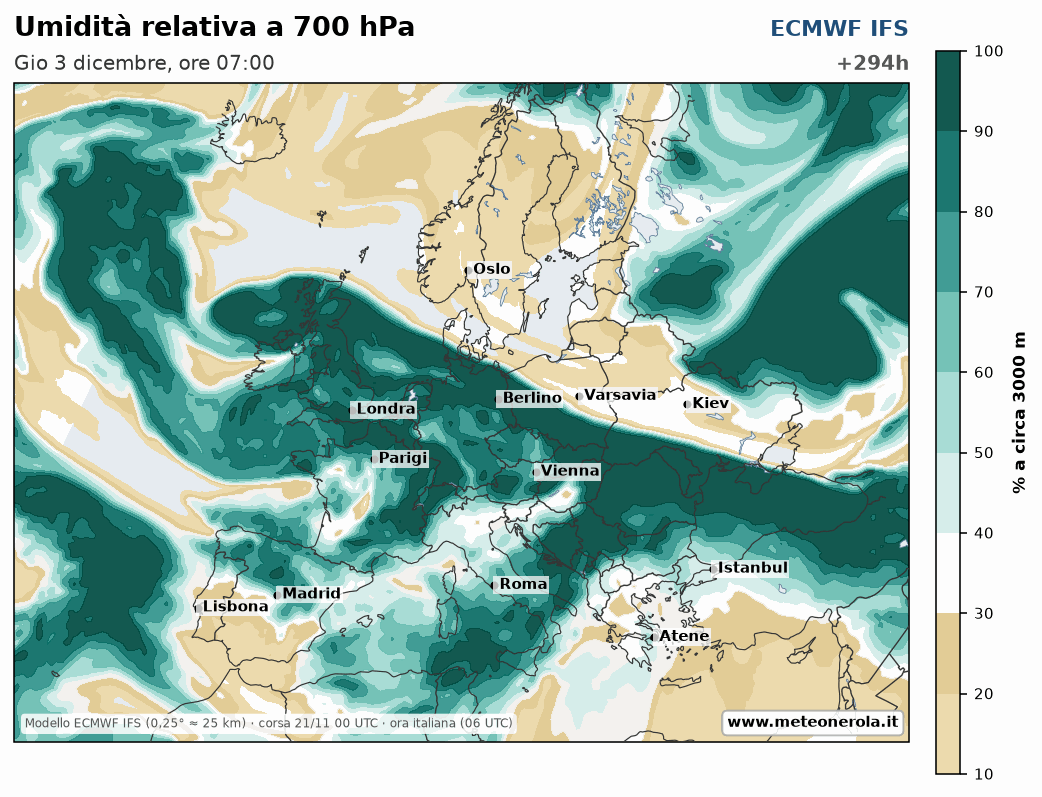 Umidità relativa a 700 hPa
ECMWF IFS
Gio 3 dicembre, ore 07:00
+294h
100
90
80
70
60
50
40
30
20
10
% a circa 3000 m
Oslo
Berlino
Varsavia
Kiev
Londra
Parigi
Vienna
Istanbul
Roma
Madrid
Lisbona
Atene
Modello ECMWF IFS (0,25° ≈ 25 km) · corsa 21/11 00 UTC · ora italiana (06 UTC)
www.meteonerola.it